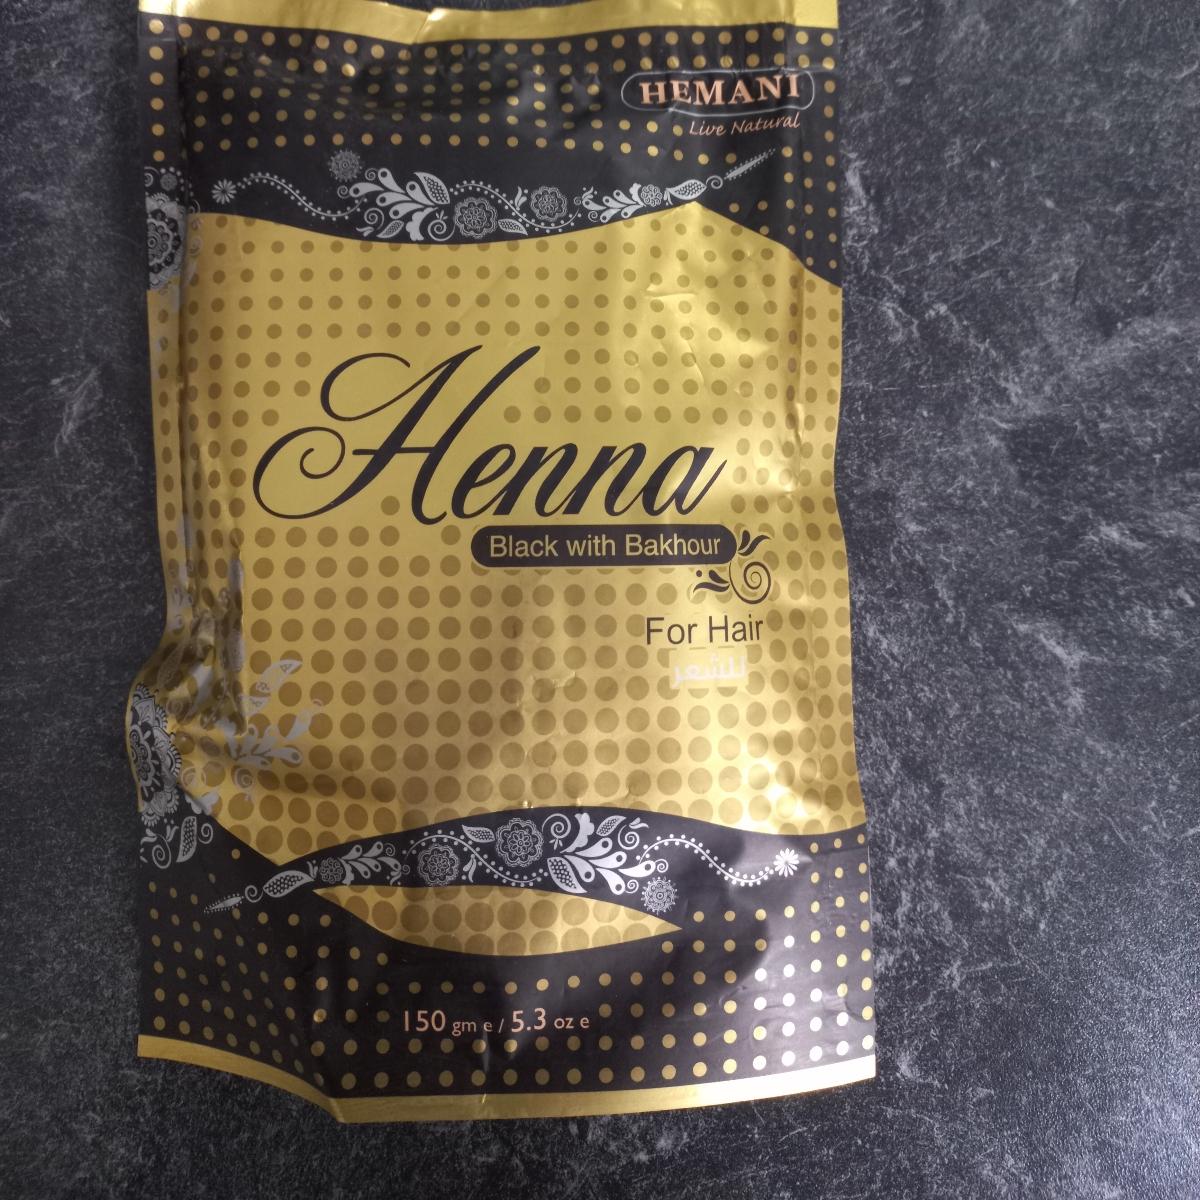 HEMANI
Live Natural
Henna
Black with Bakhour
For Hair
للشعر
150 gm e / 5.3 oz e